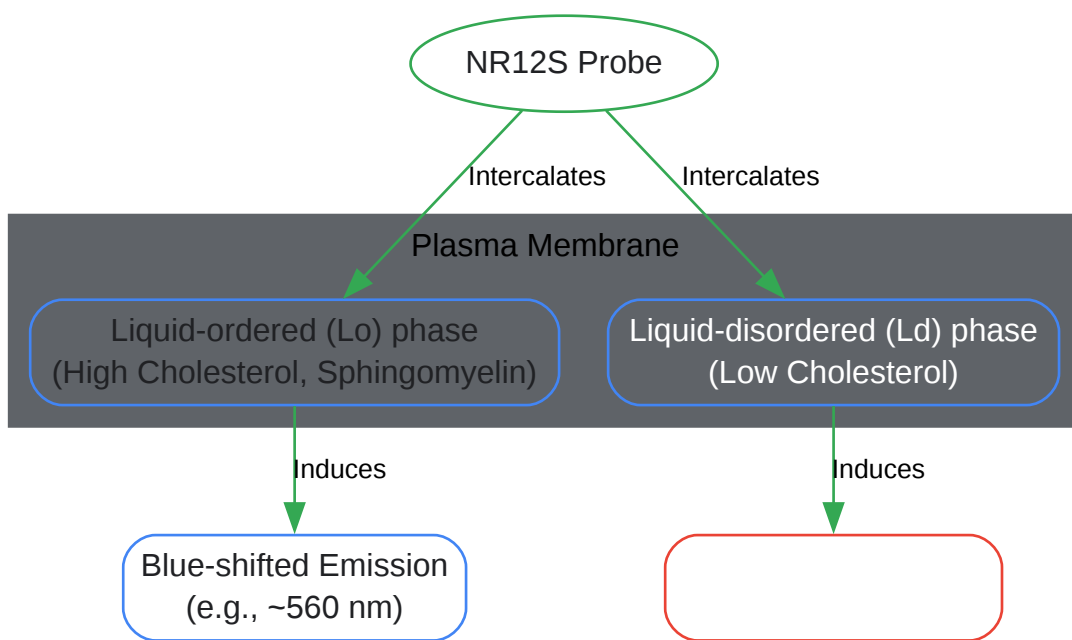 NR12S Probe
Intercalates
Intercalates
Plasma Membrane
Liquid-ordered (Lo) phase
(High Cholesterol, Sphingomyelin)
Liquid-disordered (Ld) phase
(Low Cholesterol)
Induces
Induces
Blue-shifted Emission
(e.g., ~560 nm)